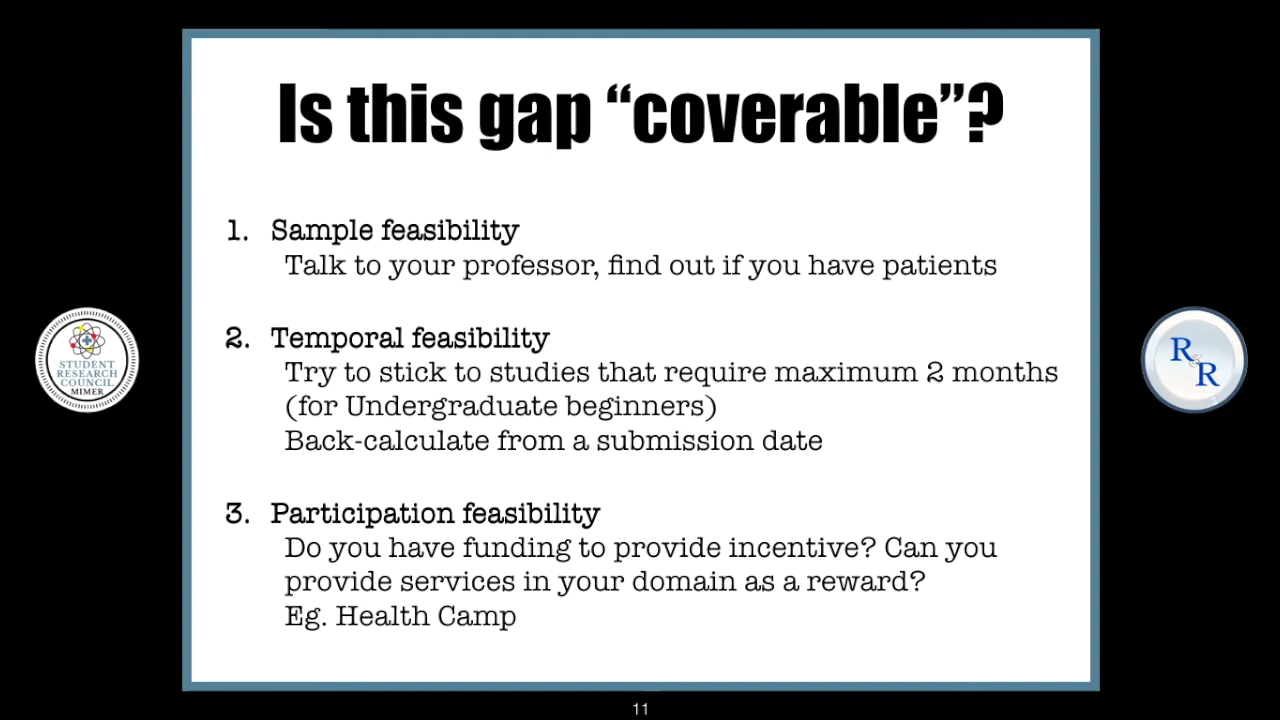 Is this gap “coverable”?
1. Sample feasibility
Talk to your professor, find out if you have patients
2. Temporal feasibility
Try to stick to studies that require maximum 2 months
(for Undergraduate beginners)
Back-calculate from a submission date
3. Participation feasibility
Do you have funding to provide incentive? Can you
provide services in your domain as a reward?
Eg. Health Camp
STUDENT
RESEARCH
COUNCIL
MIMER
R
R
11